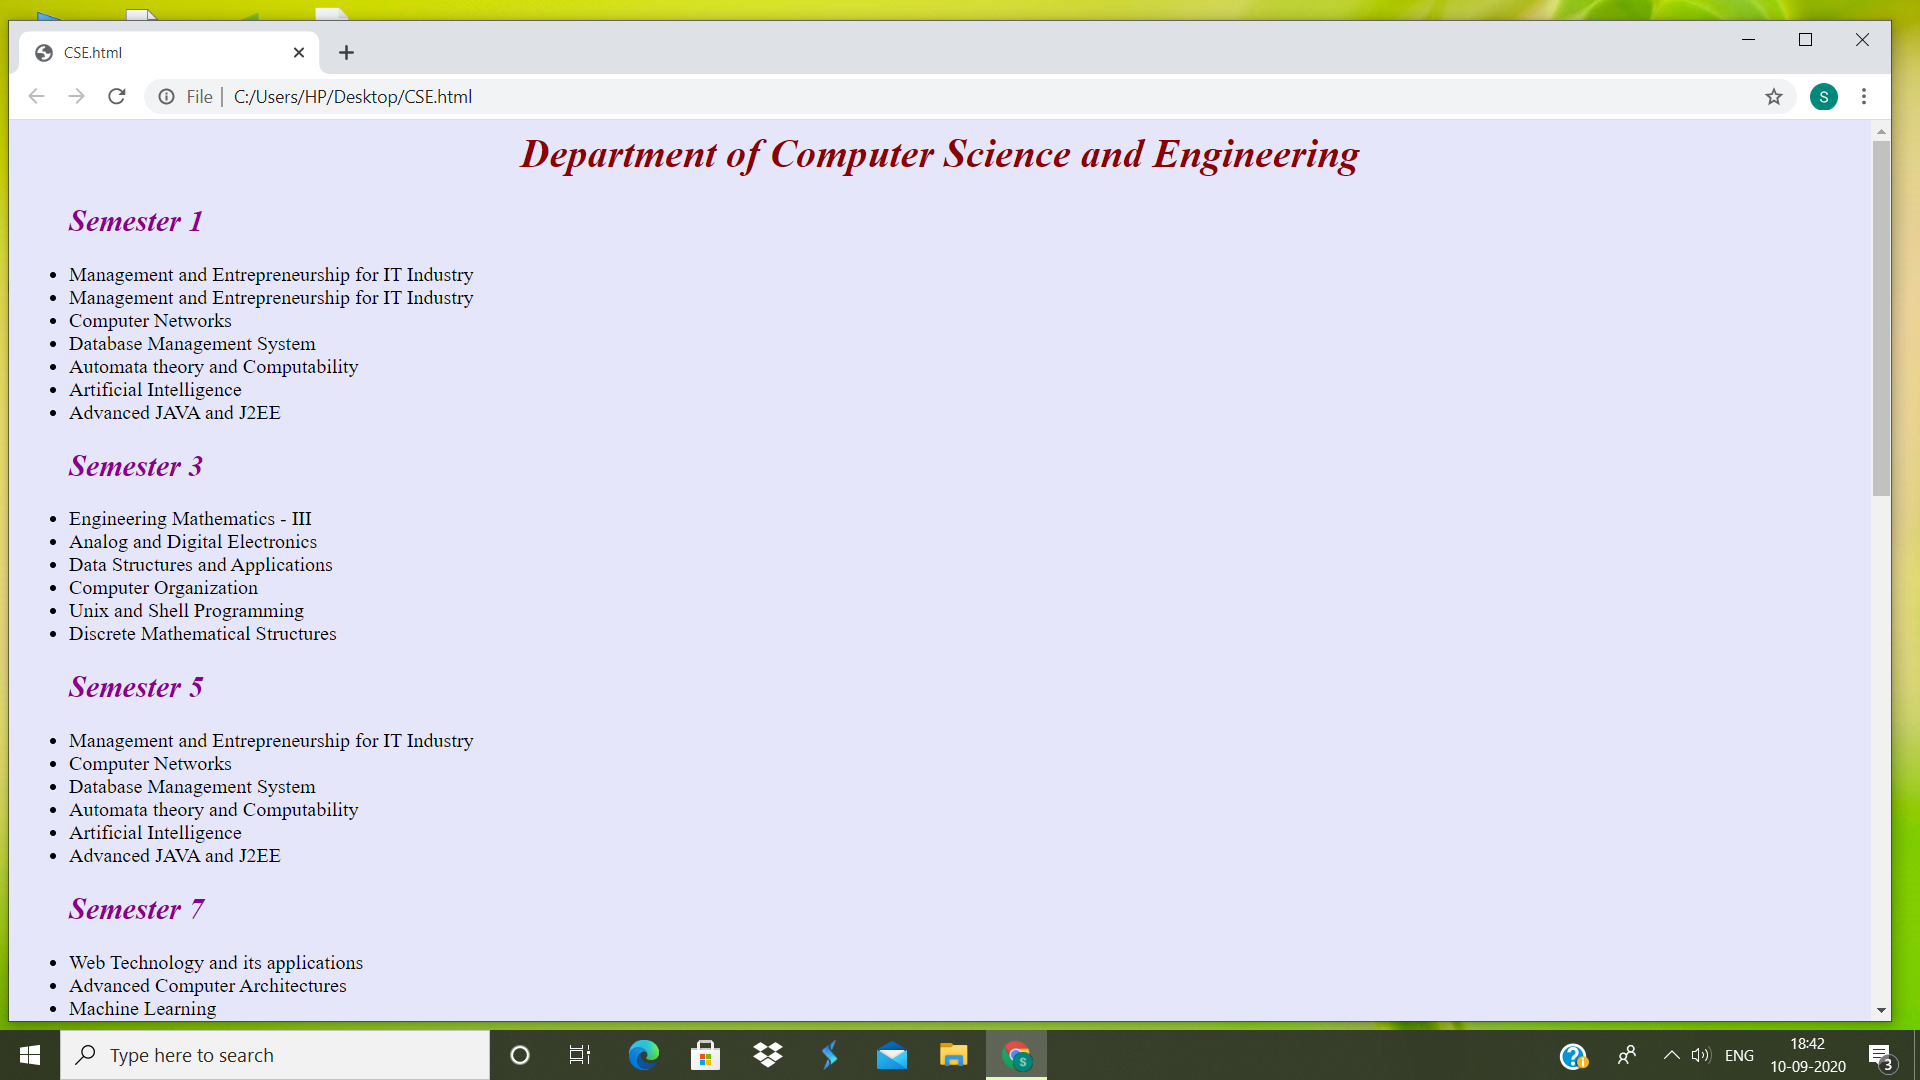 CSE.html
File | C:/Users/HP/Desktop/CSE.html
S
Department of Computer Science and Engineering
Semester 1
• Management and Entrepreneurship for IT Industry
• Management and Entrepreneurship for IT Industry
• Computer Networks
• Database Management System
• Automata theory and Computability
• Artificial Intelligence
• Advanced JAVA and J2EE
Semester 3
• Engineering Mathematics - III
• Analog and Digital Electronics
• Data Structures and Applications
• Computer Organization
• Unix and Shell Programming
• Discrete Mathematical Structures
Semester 5
• Management and Entrepreneurship for IT Industry
• Computer Networks
• Database Management System
• Automata theory and Computability
• Artificial Intelligence
• Advanced JAVA and J2EE
Semester 7
• Web Technology and its applications
• Advanced Computer Architectures
• Machine Learning
Type here to search
S
ENG
18:42
10-09-2020
3